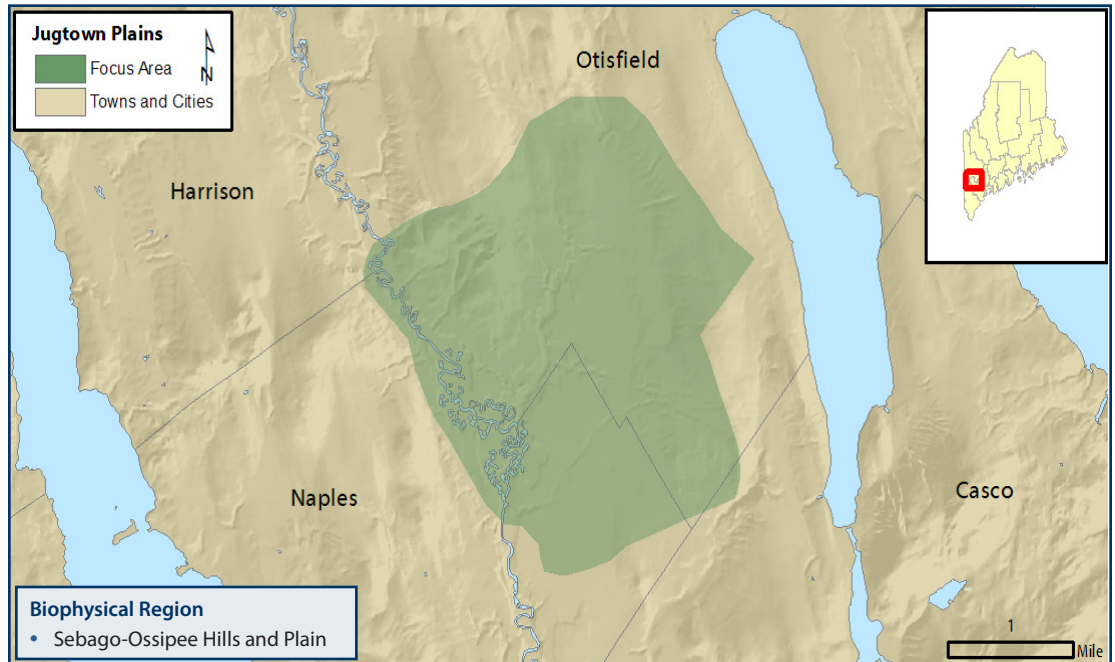 Jugtown Plains
N
Focus Area
Towns and Cities
Otisfield
Harrison
Naples
Casco
Biophysical Region
• Sebago-Ossipee Hills and Plain
1
Mile